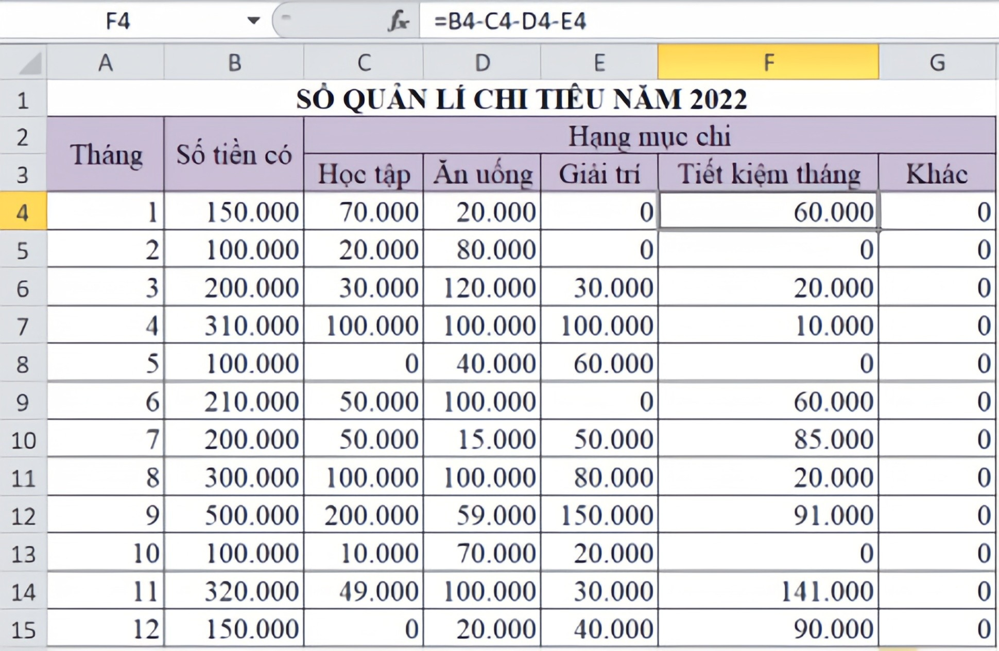 F4 fx =B4-C4-D4-E4
A B C D E F G
1 SỔ QUẢN LÍ CHI TIÊU NĂM 2022
2 Tháng Số tiền có Hạng mục chi
3 Học tập Ăn uống Giải trí Tiết kiệm tháng Khác
4 1 150.000 70.000 20.000 0 60.000 0
5 2 100.000 20.000 80.000 0 0 0
6 3 200.000 30.000 120.000 30.000 20.000 0
7 4 310.000 100.000 100.000 100.000 10.000 0
8 5 100.000 0 40.000 60.000 0 0
9 6 210.000 50.000 100.000 0 60.000 0
10 7 200.000 50.000 15.000 50.000 85.000 0
11 8 300.000 100.000 100.000 80.000 20.000 0
12 9 500.000 200.000 59.000 150.000 91.000 0
13 10 100.000 10.000 70.000 20.000 0 0
14 11 320.000 49.000 100.000 30.000 141.000 0
15 12 150.000 0 20.000 40.000 90.000 0